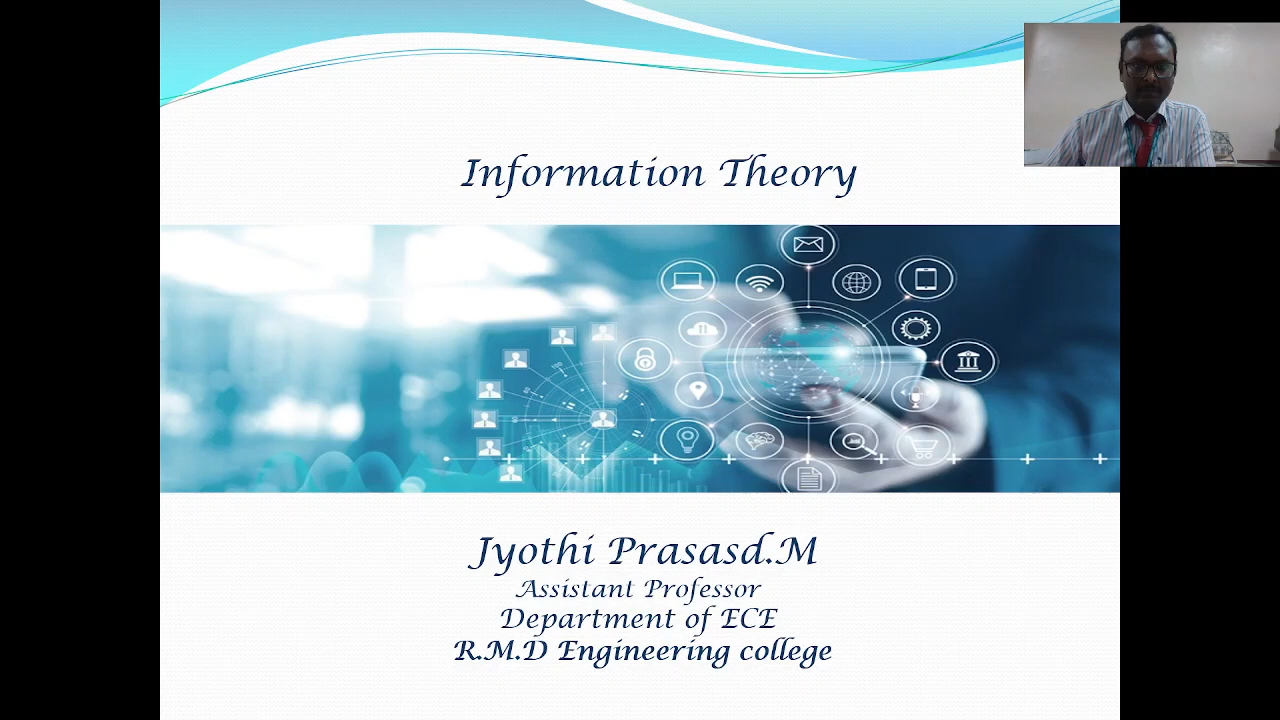 Information Theory
Jyothi Prasasd.M
Assistant Professor
Department of ECE
R.M.D Engineering college